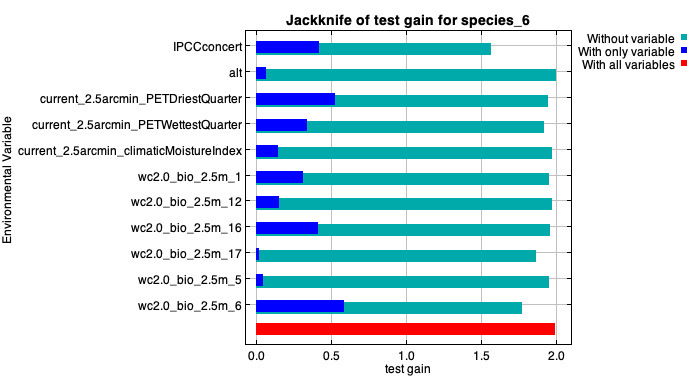 Jackknife of test gain for species_6
Without variable
With only variable
With all variables
Environmental Variable
IPCCconcert
alt
current_2.5arcmin_PETDriestQuarter
current_2.5arcmin_PETWettestQuarter
current_2.5arcmin_climaticMoistureIndex
wc2.0_bio_2.5m_1
wc2.0_bio_2.5m_12
wc2.0_bio_2.5m_16
wc2.0_bio_2.5m_17
wc2.0_bio_2.5m_5
wc2.0_bio_2.5m_6
0.0 0.5 1.0 1.5 2.0
test gain